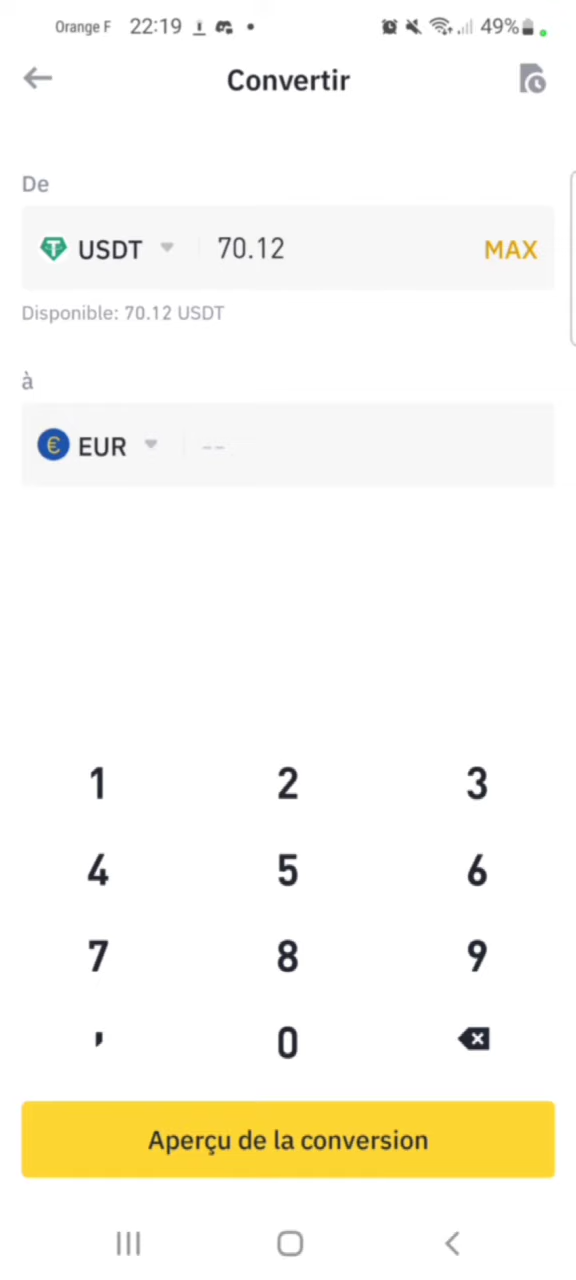 Orange F 22:19 49%
Convertir
De
USDT 70.12 MAX
Disponible: 70.12 USDT
à
EUR --
1 2 3
4 5 6
7 8 9
, 0
Aperçu de la conversion